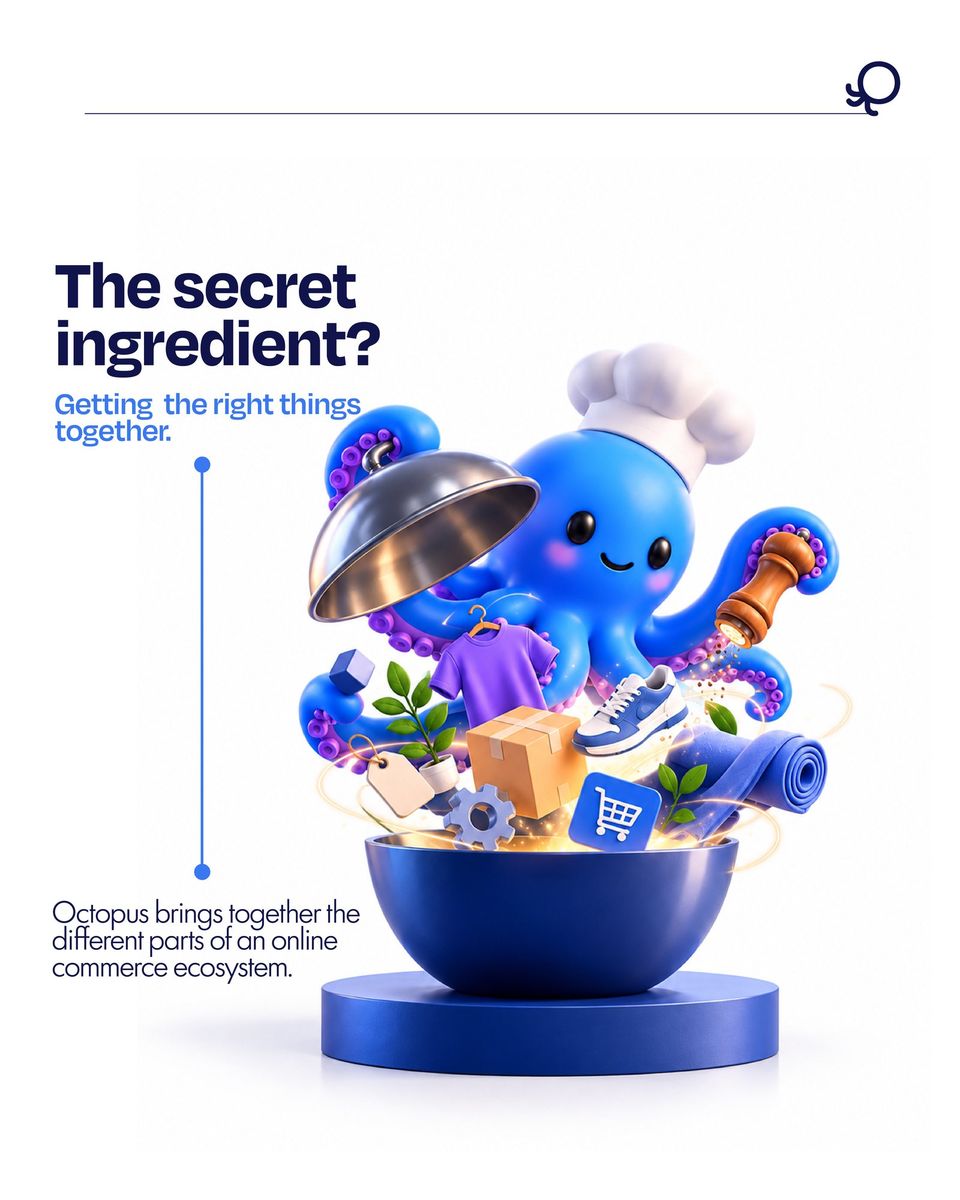 The secret
ingredient?
Getting  the right things
together.
Octopus brings together the
different parts of an online
commerce ecosystem.